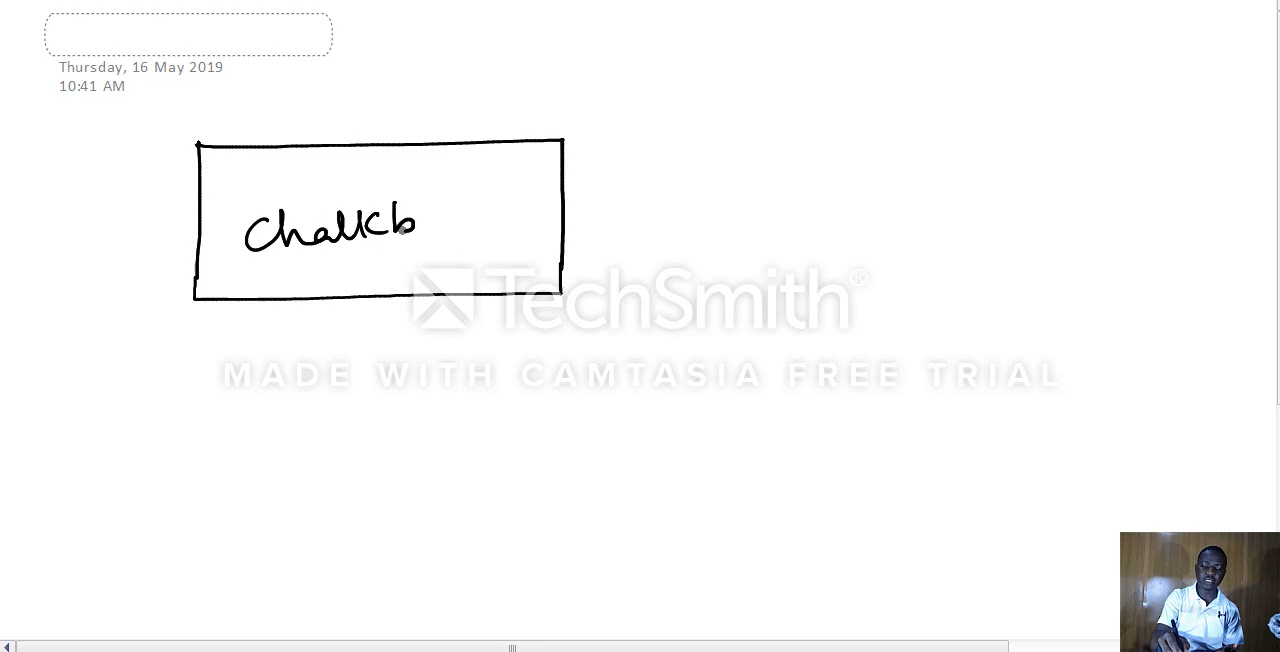 Thursday, 16 May 2019
10:41 AM
Chalkb
TechSmith®
MADE WITH CAMTASIA FREE TRIAL